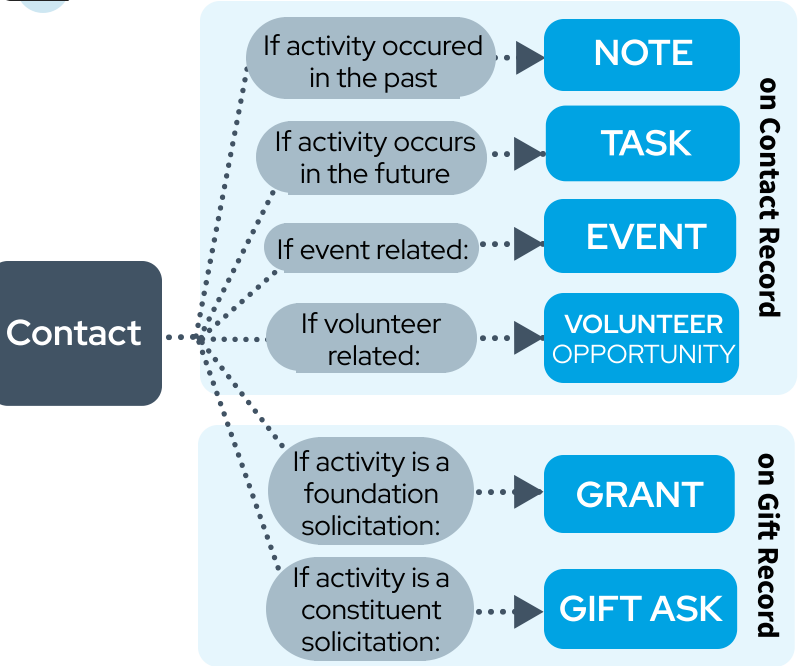 Contact
If activity occured
in the past
NOTE
If activity occurs
in the future
TASK
If event related:
EVENT
If volunteer
related:
VOLUNTEER
OPPORTUNITY
on Contact Record
If activity is a
foundation
solicitation:
GRANT
If activity is a
constituent
solicitation:
GIFT ASK
on Gift Record